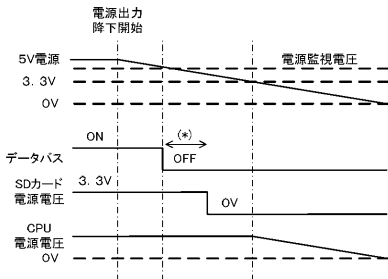 電源出力
降下開始
5V電源
電源監視電圧
3. 3V
0V
ON
(*)
データバス
OFF
SDカード
電源電圧
3. 3V
0V
CPU
電源電圧
0V